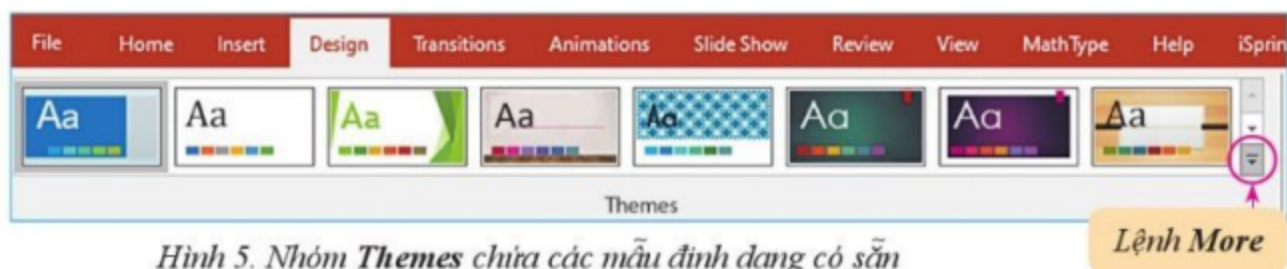 File Home Insert Design Transitions Animations Slide Show Review View MathType Help iSprin
Aa Aa Aa Aa Aa Aa Aa Aa
Themes
Lệnh More
Hình 5. Nhóm Themes chứa các mẫu định dạng có sẵn